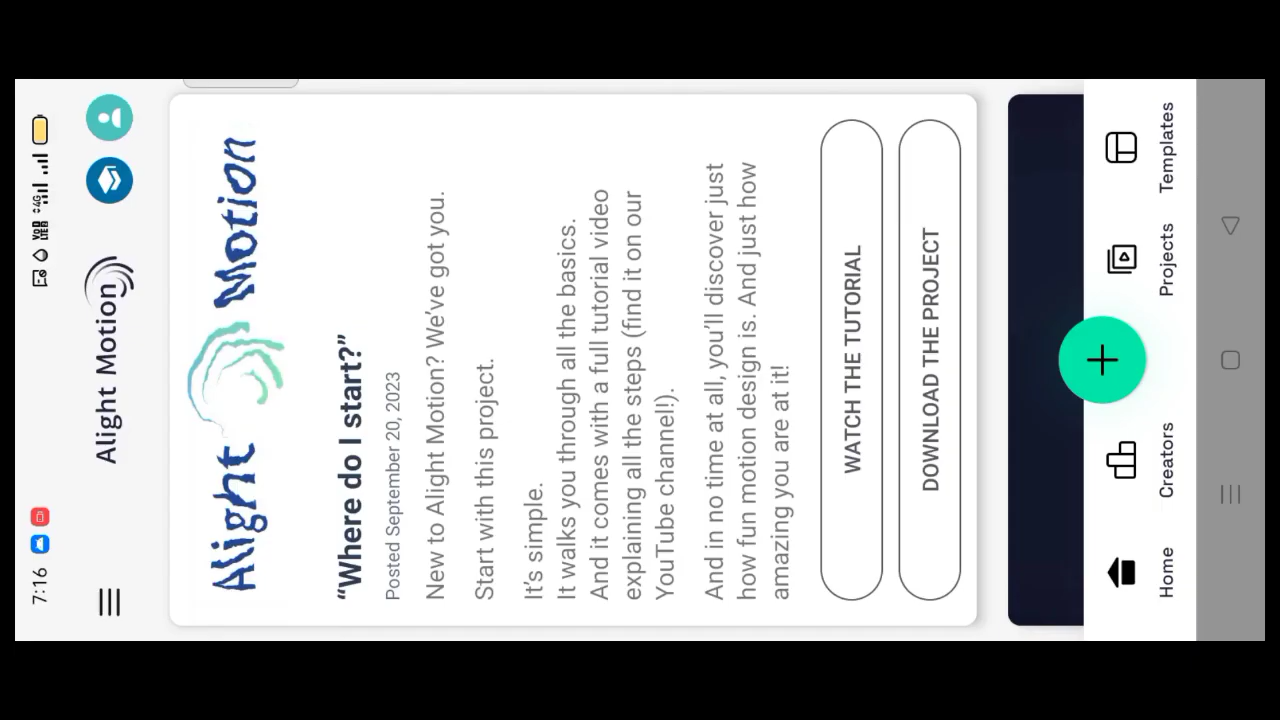 7:16
VoD LTE 4G
Alight Motion
Alight Motion
“Where do I start?”
Posted September 20, 2023
New to Alight Motion? We’ve got you.
Start with this project.
It’s simple.
It walks you through all the basics.
And it comes with a full tutorial video
explaining all the steps (find it on our
YouTube channel!).
And in no time at all, you’ll discover just
how fun motion design is. And just how
amazing you are at it!
WATCH THE TUTORIAL
DOWNLOAD THE PROJECT
Home
Creators
Projects
Templates